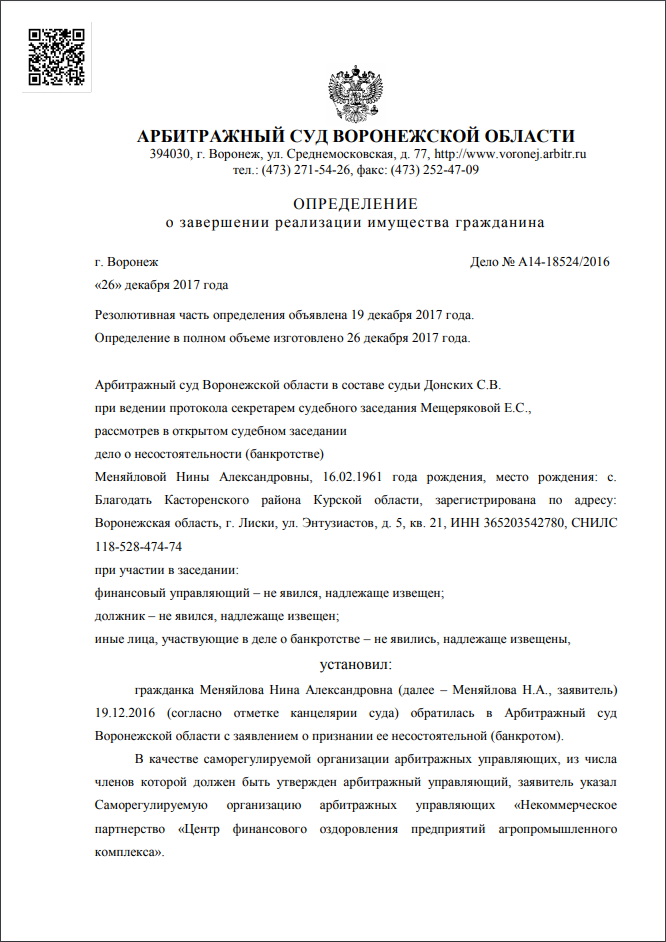 АРБИТРАЖНЫЙ СУД ВОРОНЕЖСКОЙ ОБЛАСТИ
394030, г. Воронеж, ул. Среднемосковская, д. 77, http://www.voronej.arbitr.ru
тел.: (473) 271-54-26, факс: (473) 252-47-09
ОПРЕДЕЛЕНИЕ
о завершении реализации имущества гражданина
г. Воронеж Дело № А14-18524/2016
«26» декабря 2017 года
Резолютивная часть определения объявлена 19 декабря 2017 года.
Определение в полном объеме изготовлено 26 декабря 2017 года.
Арбитражный суд Воронежской области в составе судьи Донских С.В.
при ведении протокола секретарем судебного заседания Мещеряковой Е.С.,
рассмотрев в открытом судебном заседании
дело о несостоятельности (банкротстве)
Меняйловой Нины Александровны, 16.02.1961 года рождения, место рождения: с.
Благодать Касторенского района Курской области, зарегистрирована по адресу:
Воронежская область, г. Лиски, ул. Энтузиастов, д. 5, кв. 21, ИНН 365203542780, СНИЛС
118-528-474-74
при участии в заседании:
финансовый управляющий – не явился, надлежаще извещен;
должник – не явился, надлежаще извещен;
иные лица, участвующие в деле о банкротстве – не явились, надлежаще извещены,
установил:
гражданка Меняйлова Нина Александровна (далее – Меняйлова Н.А., заявитель)
19.12.2016 (согласно отметке канцелярии суда) обратилась в Арбитражный суд
Воронежской области с заявлением о признании ее несостоятельной (банкротом).
В качестве саморегулируемой организации арбитражных управляющих, из числа
членов которой должен быть утвержден арбитражный управляющий, заявитель указал
Саморегулируемую организацию арбитражных управляющих «Некоммерческое
партнерство «Центр финансового оздоровления предприятий агропромышленного
комплекса».